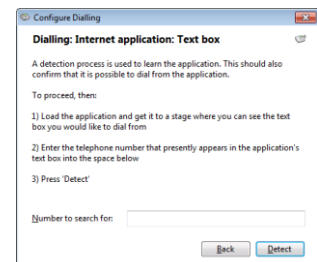 Configure Dialling
Dialling: Internet application: Text box
A detection process is used to learn the application. This should also
confirm that it is possible to dial from the application.
To proceed, then:
1) Load the application and get it to a stage where you can see the text
box you would like to dial from
2) Enter the telephone number that presently appears in the application's
text box into the space below
3) Press 'Detect'
Number to search for:
Back Detect